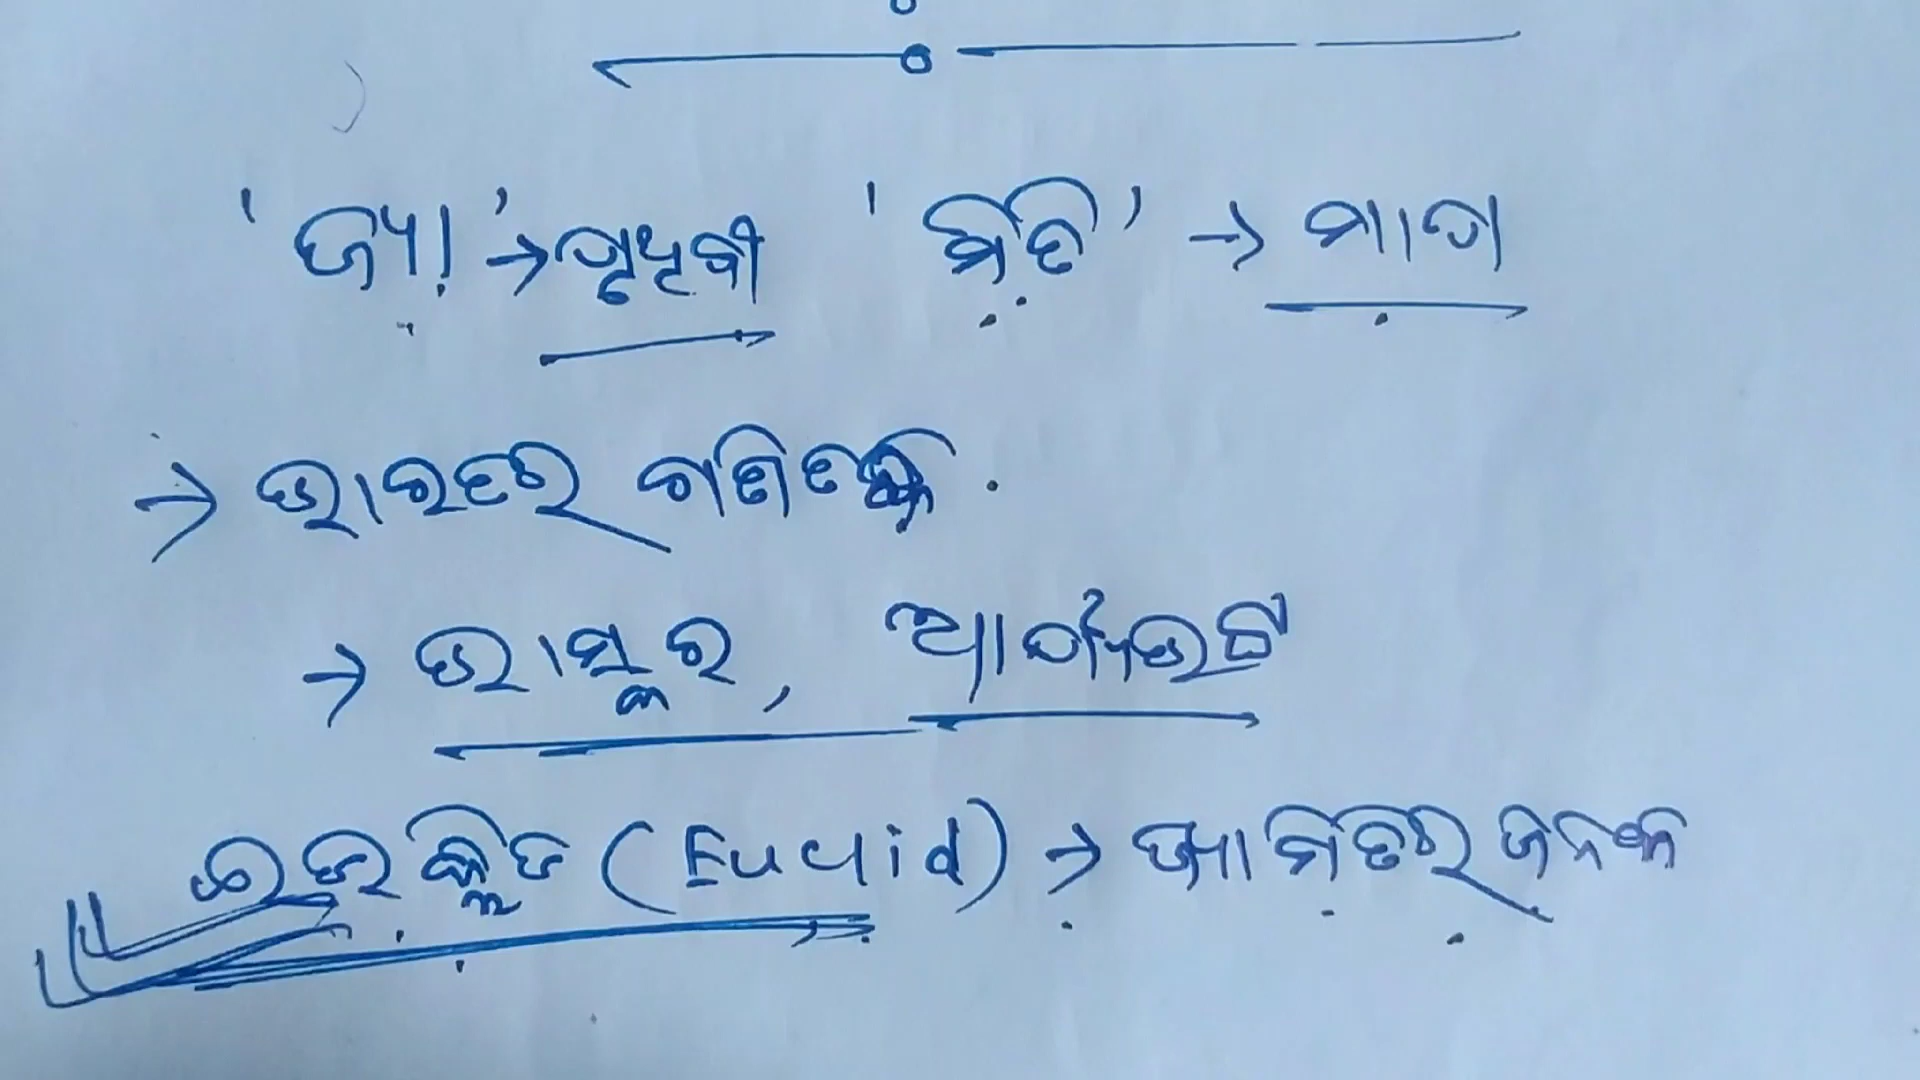 'ଜ୍ୟା' → ପୃଥିବୀ 'ମିତି' → ମାପ
→ ଭାରତରେ ଗଣିତଜ୍ଞ.
→ ଭାସ୍କର, ଆର୍ଯ୍ୟଭଟ୍ଟ
ଇଉକ୍ଲିଡ (Euclid) → ଜ୍ୟାମିତିର ଜନକ